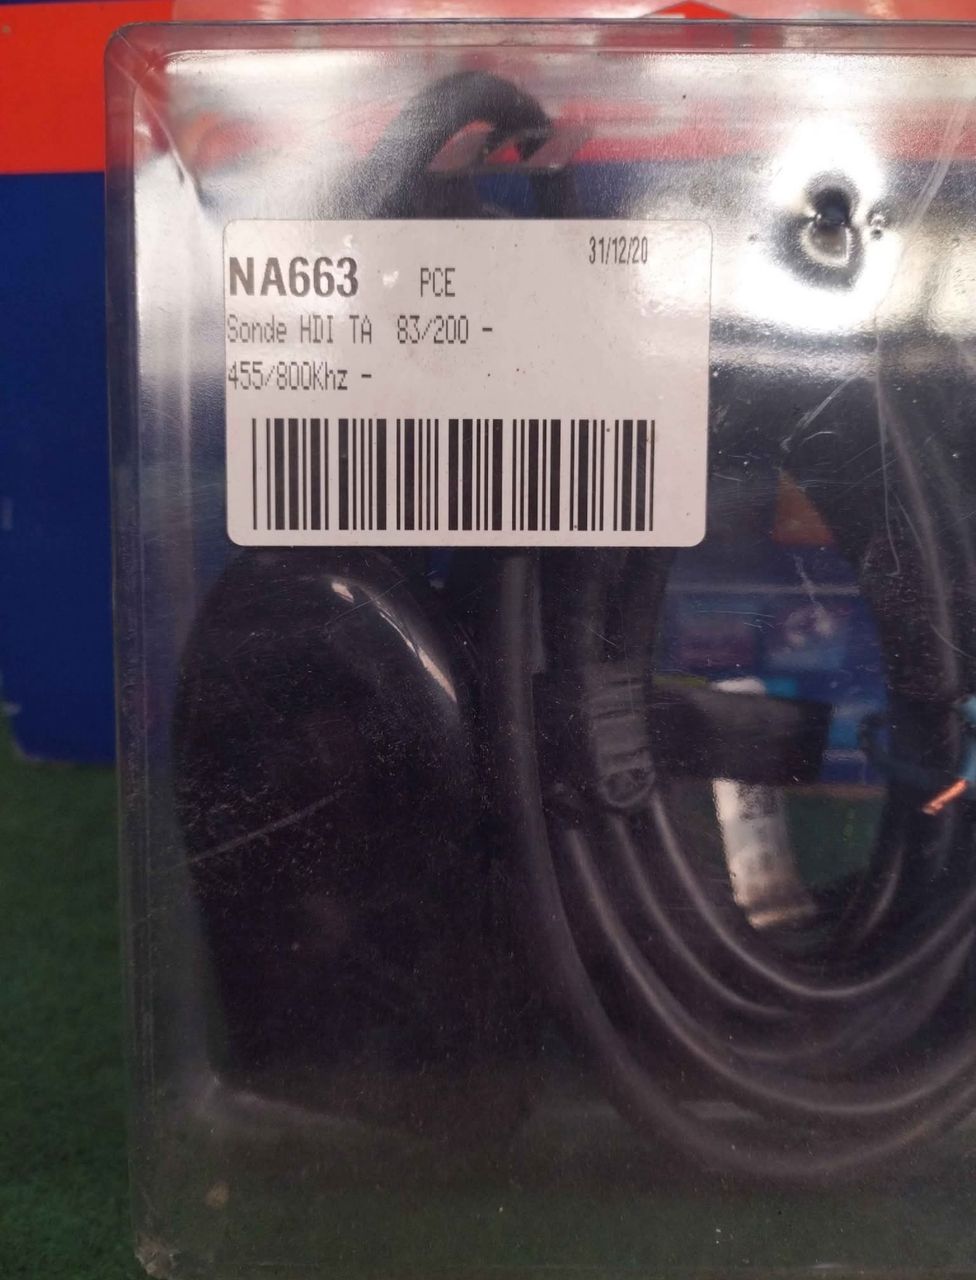 31/12/20
NA663 PCE
Sonde HDI TA 83/200 -
455/800Khz -